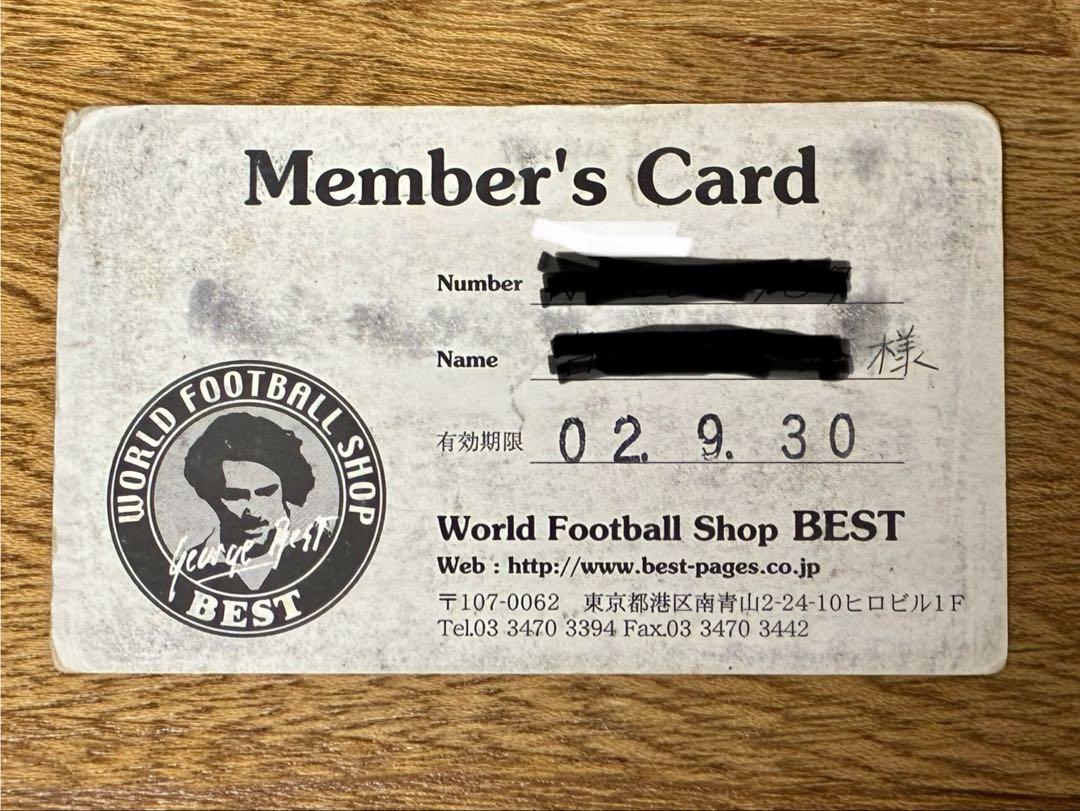 Member's Card
Number
Name 様
有効期限 02. 9. 30
WORLD FOOTBALL SHOP
George Best
BEST
World Football Shop BEST
Web : http://www.best-pages.co.jp
〒107-0062 東京都港区南青山2-24-10ヒロビル1F
Tel.03 3470 3394 Fax.03 3470 3442